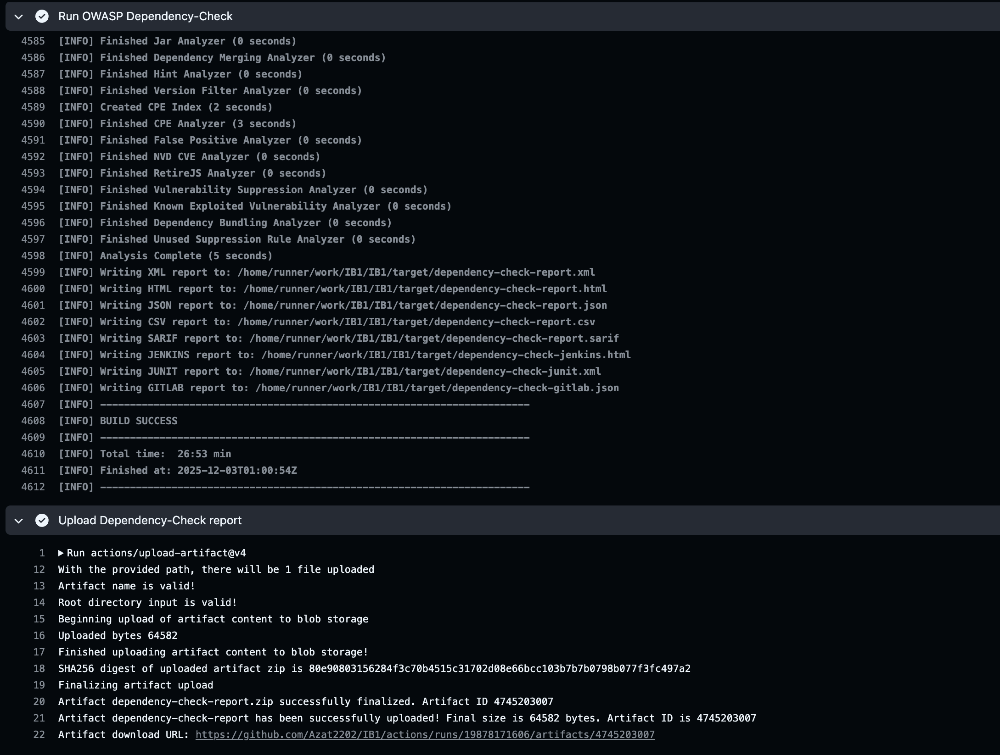 Run OWASP Dependency-Check
4585 [INFO] Finished Jar Analyzer (0 seconds)
4586 [INFO] Finished Dependency Merging Analyzer (0 seconds)
4587 [INFO] Finished Hint Analyzer (0 seconds)
4588 [INFO] Finished Version Filter Analyzer (0 seconds)
4589 [INFO] Created CPE Index (2 seconds)
4590 [INFO] Finished CPE Analyzer (3 seconds)
4591 [INFO] Finished False Positive Analyzer (0 seconds)
4592 [INFO] Finished NVD CVE Analyzer (0 seconds)
4593 [INFO] Finished RetireJS Analyzer (0 seconds)
4594 [INFO] Finished Vulnerability Suppression Analyzer (0 seconds)
4595 [INFO] Finished Known Exploited Vulnerability Analyzer (0 seconds)
4596 [INFO] Finished Dependency Bundling Analyzer (0 seconds)
4597 [INFO] Finished Unused Suppression Rule Analyzer (0 seconds)
4598 [INFO] Analysis Complete (5 seconds)
4599 [INFO] Writing XML report to: /home/runner/work/IB1/IB1/target/dependency-check-report.xml
4600 [INFO] Writing HTML report to: /home/runner/work/IB1/IB1/target/dependency-check-report.html
4601 [INFO] Writing JSON report to: /home/runner/work/IB1/IB1/target/dependency-check-report.json
4602 [INFO] Writing CSV report to: /home/runner/work/IB1/IB1/target/dependency-check-report.csv
4603 [INFO] Writing SARIF report to: /home/runner/work/IB1/IB1/target/dependency-check-report.sarif
4604 [INFO] Writing JENKINS report to: /home/runner/work/IB1/IB1/target/dependency-check-jenkins.html
4605 [INFO] Writing JUNIT report to: /home/runner/work/IB1/IB1/target/dependency-check-junit.xml
4606 [INFO] Writing GITLAB report to: /home/runner/work/IB1/IB1/target/dependency-check-gitlab.json
4607 [INFO] ------------------------------------------------------------------------
4608 [INFO] BUILD SUCCESS
4609 [INFO] ------------------------------------------------------------------------
4610 [INFO] Total time:  26:53 min
4611 [INFO] Finished at: 2025-12-03T01:00:54Z
4612 [INFO] ------------------------------------------------------------------------
Upload Dependency-Check report
1 ▶ Run actions/upload-artifact@v4
12 With the provided path, there will be 1 file uploaded
13 Artifact name is valid!
14 Root directory input is valid!
15 Beginning upload of artifact content to blob storage
16 Uploaded bytes 64582
17 Finished uploading artifact content to blob storage!
18 SHA256 digest of uploaded artifact zip is 80e90803156284f3c70b4515c31702d08e66bcc103b7b7b0798b077f3fc497a2
19 Finalizing artifact upload
20 Artifact dependency-check-report.zip successfully finalized. Artifact ID 4745203007
21 Artifact dependency-check-report has been successfully uploaded! Final size is 64582 bytes. Artifact ID is 4745203007
22 Artifact download URL: https://github.com/Azat2202/IB1/actions/runs/19878171606/artifacts/4745203007